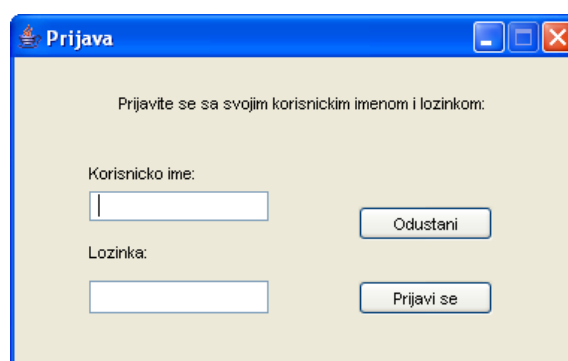 Prijava
Prijavite se sa svojim korisnickim imenom i lozinkom:
Korisnicko ime:
Odustani
Lozinka:
Prijavi se